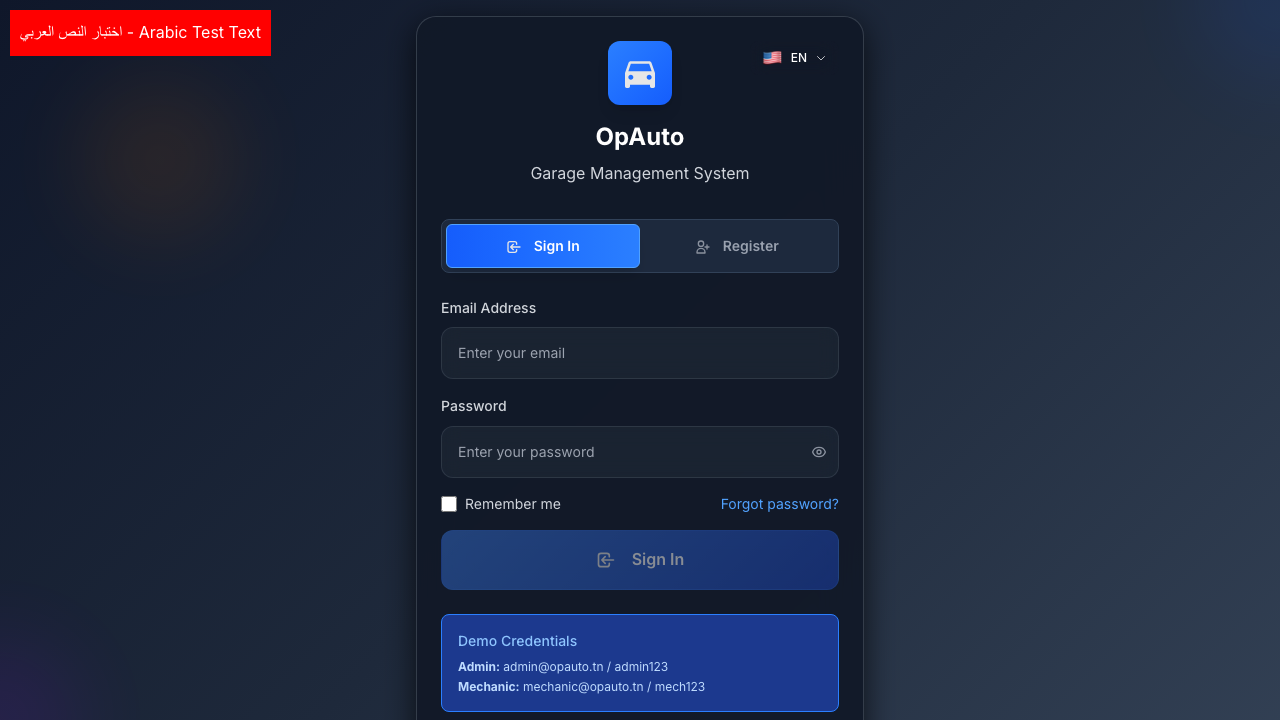 اختبار النص العربي - Arabic Test Text
EN
OpAuto
Garage Management System
Sign In
Register
Email Address
Enter your email
Password
Enter your password
Remember me
Forgot password?
Sign In
Demo Credentials
Admin: admin@opauto.tn / admin123
Mechanic: mechanic@opauto.tn / mech123